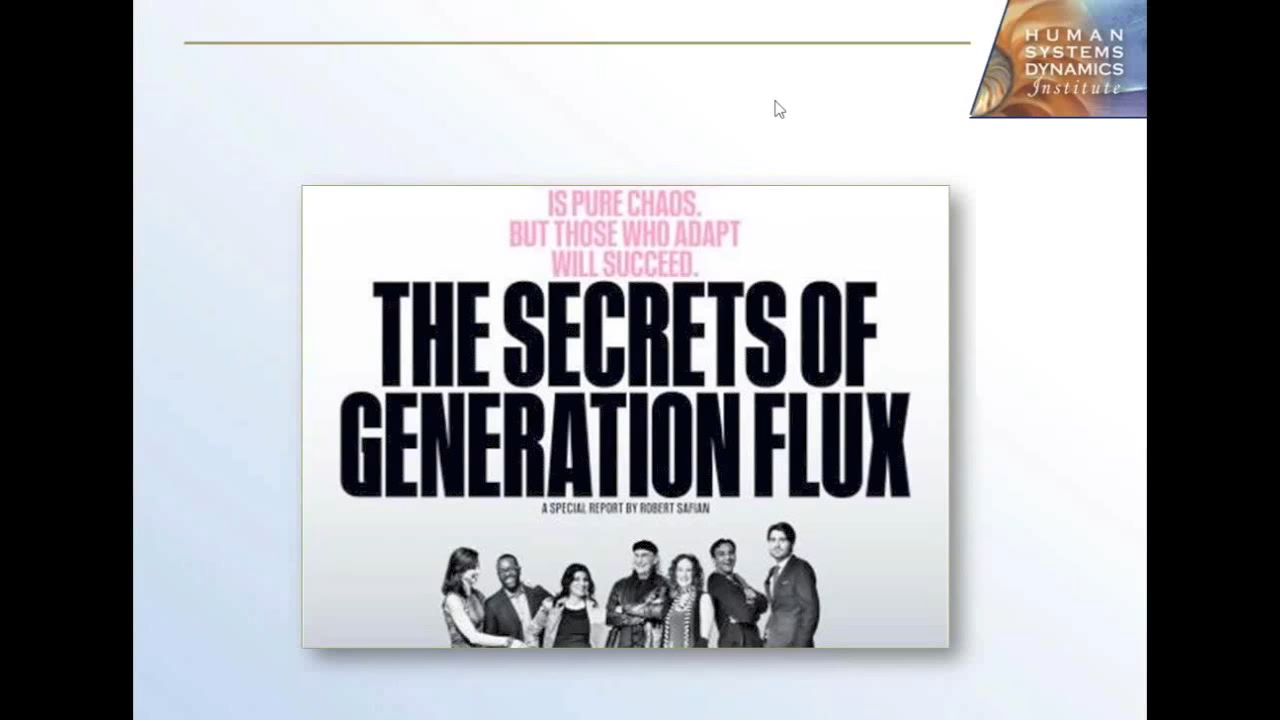 HUMAN
SYSTEMS
DYNAMICS
Institute
IS PURE CHAOS.
BUT THOSE WHO ADAPT
WILL SUCCEED.
THE SECRETS OF
GENERATION FLUX
A SPECIAL REPORT BY ROBERT SAFIAN